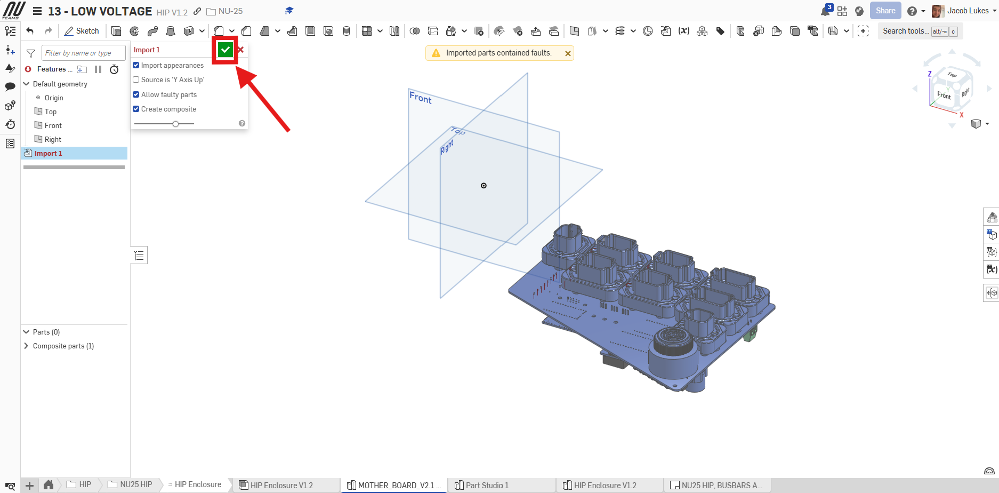 NU
TEAMS
13 - LOW VOLTAGE HIP V1.2 NU-25
3
Share
Jacob Lukes
Sketch
(x)
Search tools... alt/⌥ c
Filter by name or type
Features ...
Default geometry
Origin
Top
Front
Right
Import 1
Parts (0)
Composite parts (1)
Import 1
Import appearances
Source is 'Y Axis Up'
Allow faulty parts
Create composite
Imported parts contained faults.
Front
Top
Right
Z
Top
Y
Front
Right
X
(x)
HIP
NU25 HIP
HIP Enclosure
HIP Enclosure V1.2
MOTHER_BOARD_V2.1 ...
Part Studio 1
HIP Enclosure V1.2
NU25 HIP, BUSBARS A...